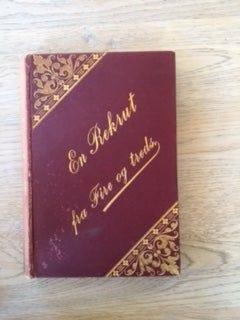 En Rekrut
fra Fire og treds.